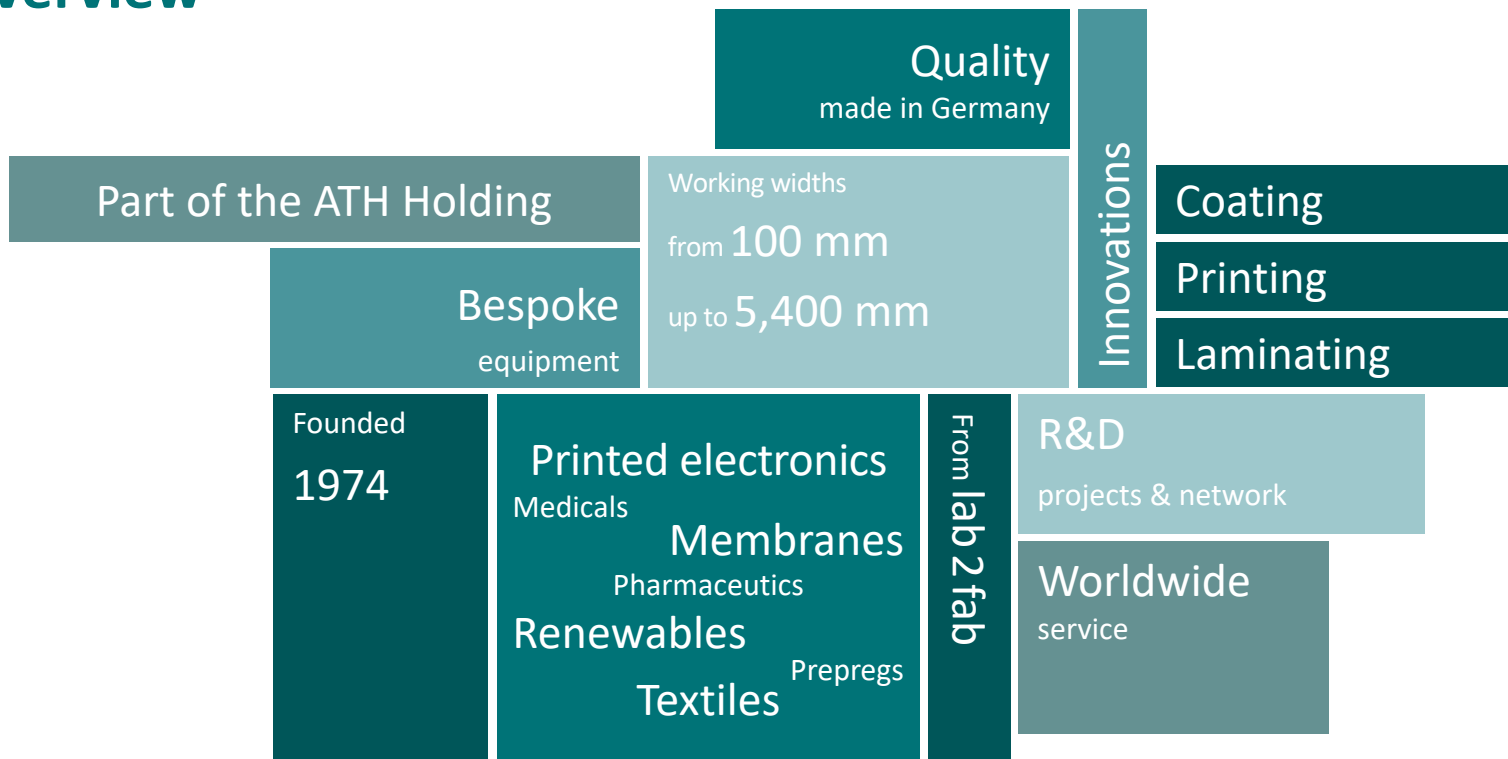 verview
Quality
made in Germany
Innovations
Part of the ATH Holding
Working widths
from 100 mm
up to 5,400 mm
Coating
Printing
Laminating
Bespoke
equipment
Founded
1974
Printed electronics
Medicals
Membranes
Pharmaceutics
Renewables
Prepregs
Textiles
From lab 2 fab
R&D
projects & network
Worldwide
service